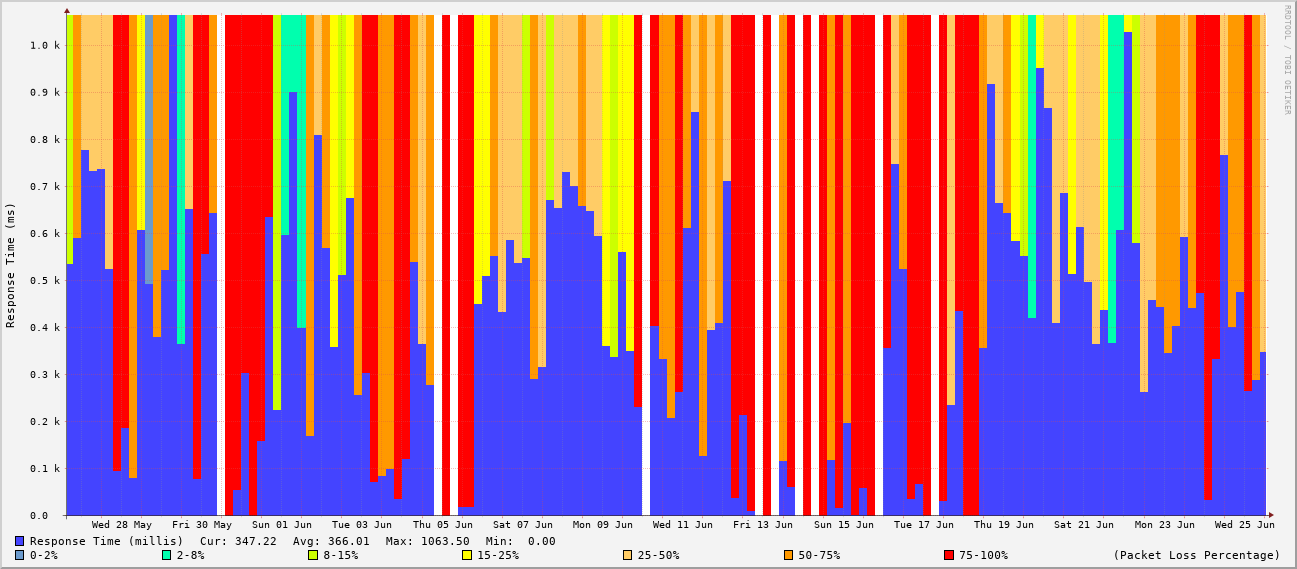 RRDTOOL / TOBI OETIKER
Response Time (ms)
1.0 k
0.9 k
0.8 k
0.7 k
0.6 k
0.5 k
0.4 k
0.3 k
0.2 k
0.1 k
0.0
Wed 28 May Fri 30 May Sun 01 Jun Tue 03 Jun Thu 05 Jun Sat 07 Jun Mon 09 Jun Wed 11 Jun Fri 13 Jun Sun 15 Jun Tue 17 Jun Thu 19 Jun Sat 21 Jun Mon 23 Jun Wed 25 Jun
Response Time (millis) Cur: 347.22 Avg: 366.01 Max: 1063.50 Min: 0.00
0-2% 2-8% 8-15% 15-25% 25-50% 50-75% 75-100% (Packet Loss Percentage)